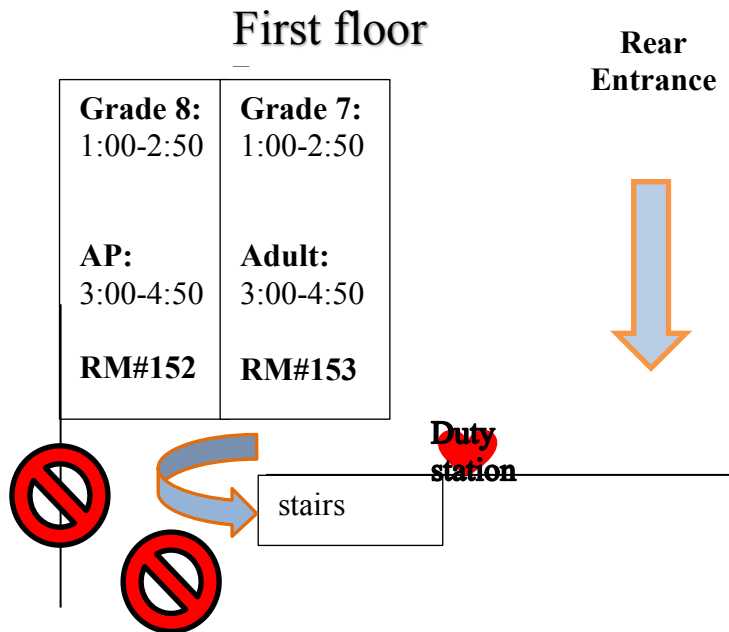 First floor
Rear
Entrance
Grade 8:
1:00-2:50
AP:
3:00-4:50
RM#152
Grade 7:
1:00-2:50
Adult:
3:00-4:50
RM#153
Duty
station
stairs